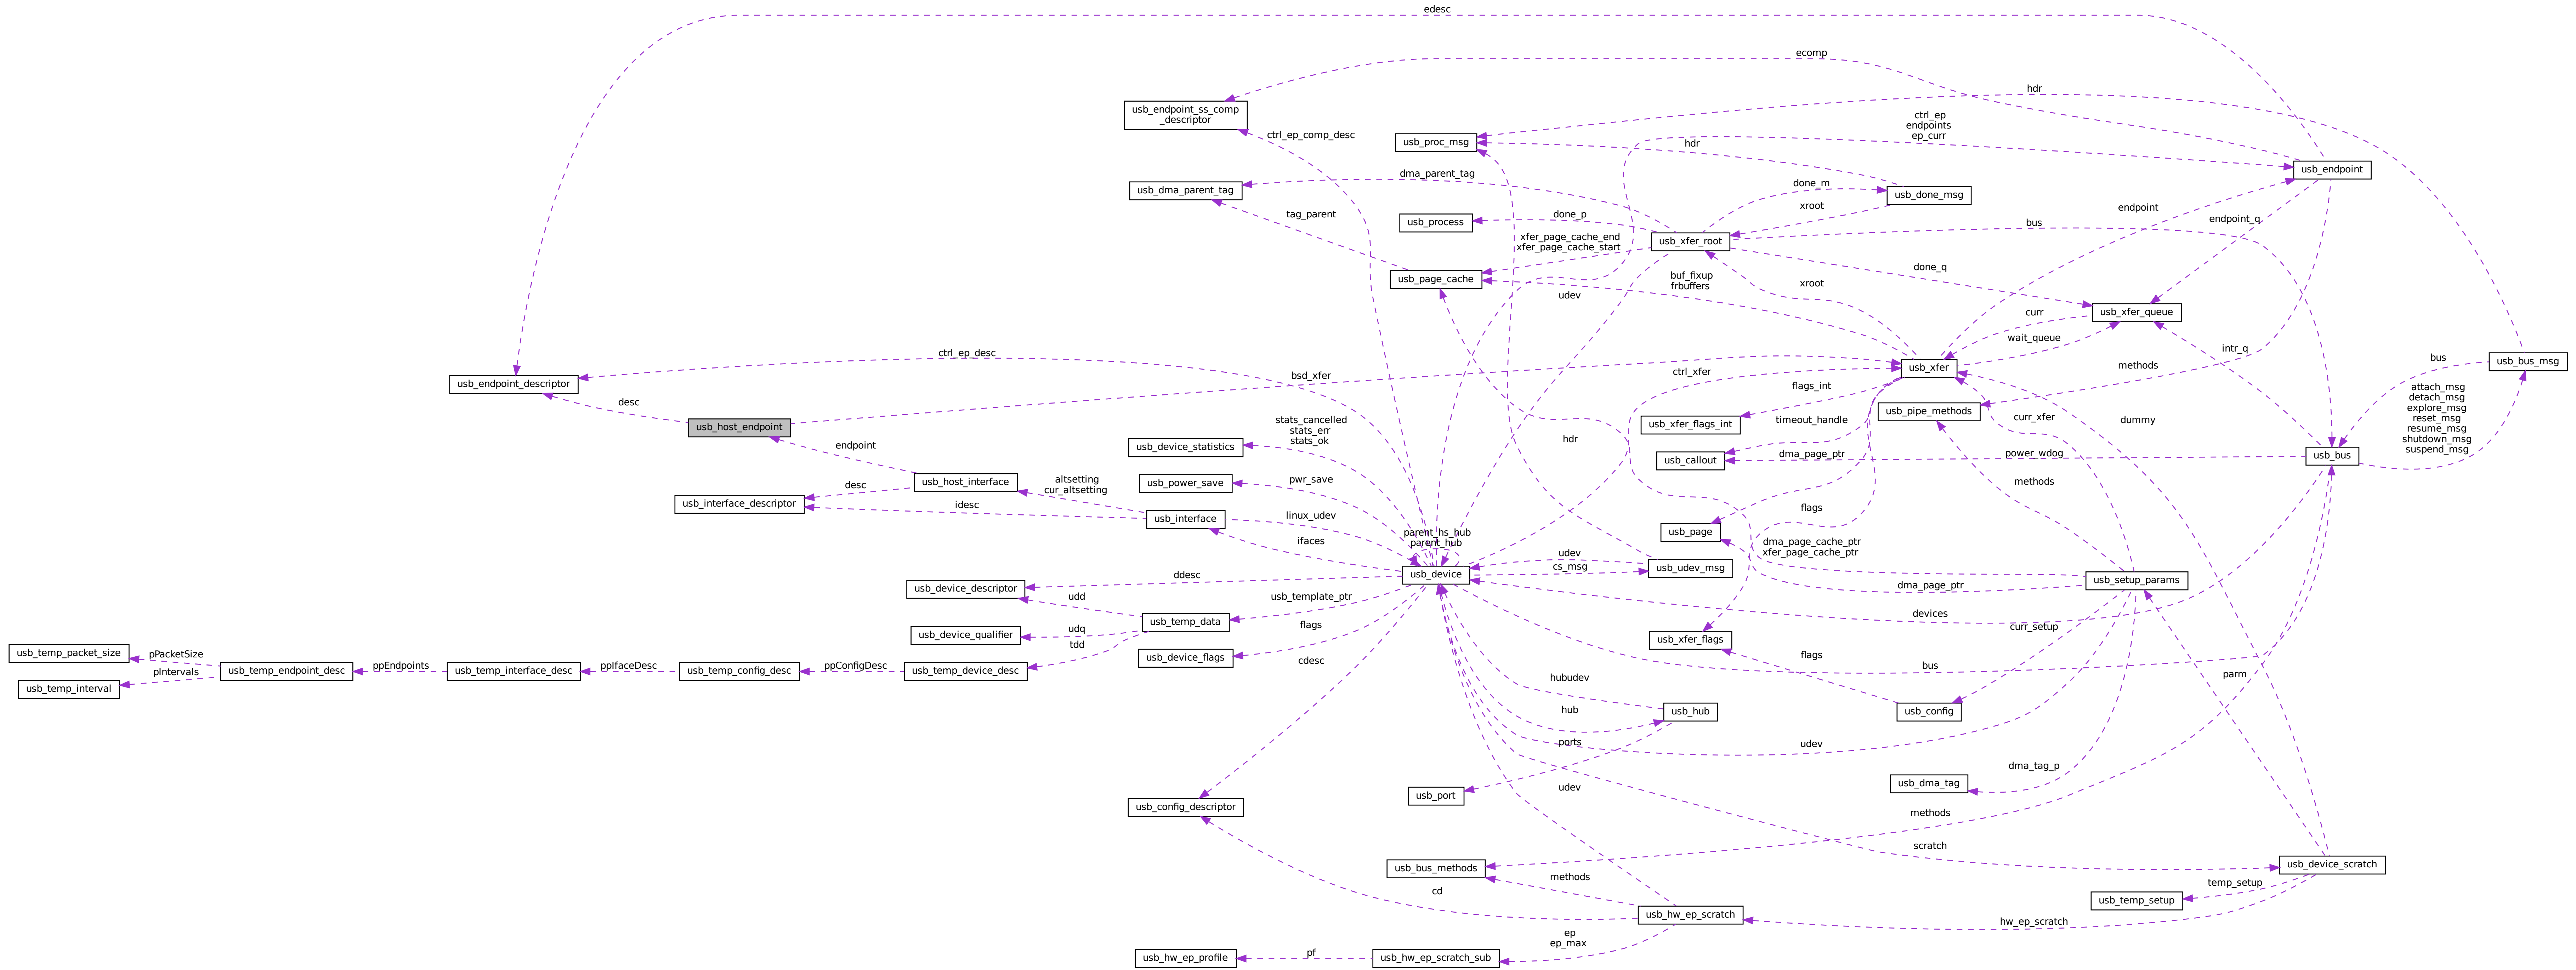 edesc
ecomp
hdr
usb_endpoint_ss_comp
_descriptor
ctrl_ep
endpoints
ep_curr
ctrl_ep_comp_desc
usb_proc_msg
hdr
usb_endpoint
dma_parent_tag
done_m
usb_dma_parent_tag
usb_done_msg
xroot
endpoint
tag_parent
done_p
usb_process
bus
endpoint_q
xfer_page_cache_end
xfer_page_cache_start
usb_xfer_root
done_q
usb_page_cache
buf_fixup
frbuffers
xroot
udev
curr
usb_xfer_queue
wait_queue
intr_q
ctrl_ep_desc
bus
usb_bus_msg
usb_endpoint_descriptor
bsd_xfer
ctrl_xfer
usb_xfer
methods
flags_int
attach_msg
detach_msg
explore_msg
reset_msg
resume_msg
shutdown_msg
suspend_msg
desc
usb_host_endpoint
stats_cancelled
stats_err
stats_ok
usb_xfer_flags_int
timeout_handle
usb_pipe_methods
curr_xfer
dummy
endpoint
usb_device_statistics
hdr
usb_callout
dma_page_ptr
power_wdog
usb_bus
usb_host_interface
altsetting
cur_altsetting
usb_power_save
pwr_save
methods
desc
usb_interface_descriptor
idesc
usb_interface
linux_udev
flags
ifaces
parent_hs_hub
parent_hub
usb_page
dma_page_cache_ptr
xfer_page_cache_ptr
udev
cs_msg
usb_udev_msg
usb_device
ddesc
usb_device_descriptor
udd
usb_template_ptr
dma_page_ptr
usb_setup_params
usb_temp_data
devices
usb_device_qualifier
udq
flags
usb_xfer_flags
curr_setup
tdd
usb_temp_packet_size
pPacketSize
usb_device_flags
cdesc
flags
bus
usb_temp_endpoint_desc
ppEndpoints
usb_temp_interface_desc
ppIfaceDesc
usb_temp_config_desc
ppConfigDesc
usb_temp_device_desc
pIntervals
usb_temp_interval
hubudev
parm
hub
usb_hub
usb_config
ports
udev
dma_tag_p
usb_dma_tag
usb_port
udev
usb_config_descriptor
methods
scratch
usb_bus_methods
methods
usb_device_scratch
cd
temp_setup
usb_temp_setup
usb_hw_ep_scratch
hw_ep_scratch
ep
ep_max
usb_hw_ep_profile
pf
usb_hw_ep_scratch_sub